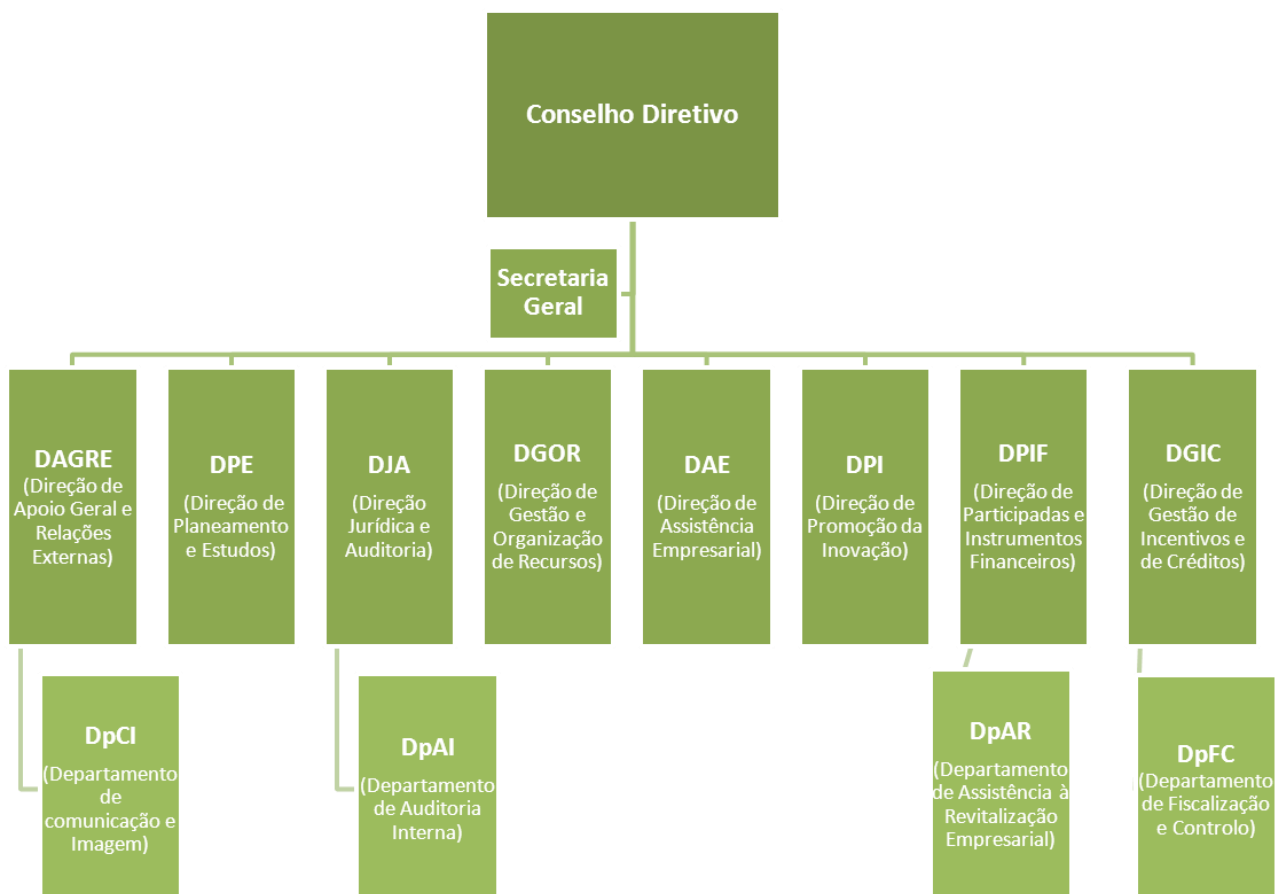 Conselho Diretivo
Secretaria
Geral
DAGRE
(Direção de
Apoio Geral e
Relações
Externas)
DPE
(Direção de
Planeamento
e Estudos)
DJA
(Direção
Jurídica e
Auditoria)
DGOR
(Direção de
Gestão e
Organização
de Recursos)
DAE
(Direção de
Assistência
Empresarial)
DPI
(Direção de
Promoção da
Inovação)
DPIF
(Direção de
Participadas e
Instrumentos
Financeiros)
DGIC
(Direção de
Gestão de
Incentivos e
de Créditos)
DpCI
(Departamento
de
comunicação e
Imagem)
DpAI
(Departamento
de Auditoria
Interna)
DpAR
(Departamento
de Assistência à
Revitalização
Empresarial)
DpFC
(Departamento
de Fiscalização
e Controlo)